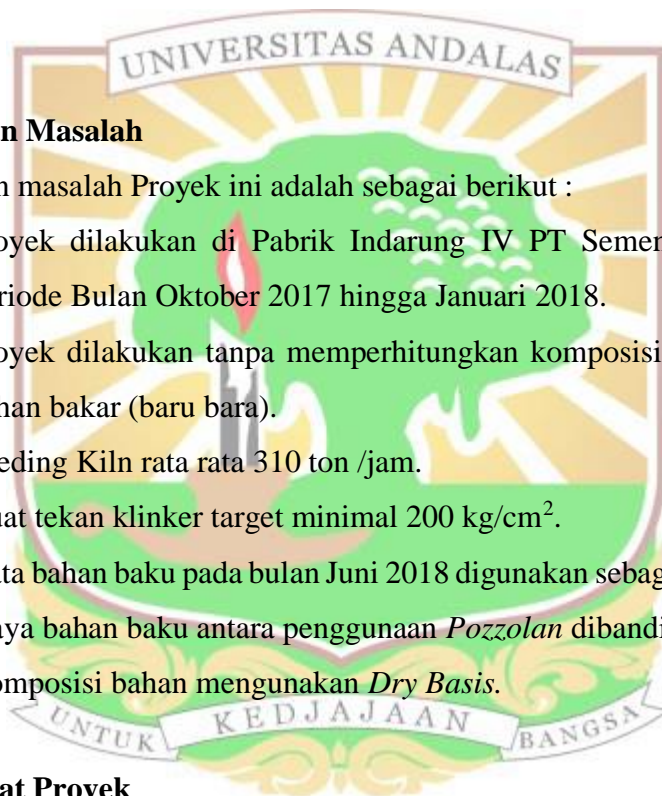 UNIVERSITAS ANDALAS
n Masalah
n masalah Proyek ini adalah sebagai berikut :
oyek dilakukan di Pabrik Indarung IV PT Semen
riode Bulan Oktober 2017 hingga Januari 2018.
oyek dilakukan tanpa memperhitungkan komposisi
han bakar (baru bara).
eding Kiln rata rata 310 ton /jam.
uat tekan klinker target minimal 200 kg/cm².
ata bahan baku pada bulan Juni 2018 digunakan sebag
aya bahan baku antara penggunaan Pozzolan dibandi
omposisi bahan mengunakan Dry Basis.
UNTUK KEDJAJAAN BANGSA
at Proyek